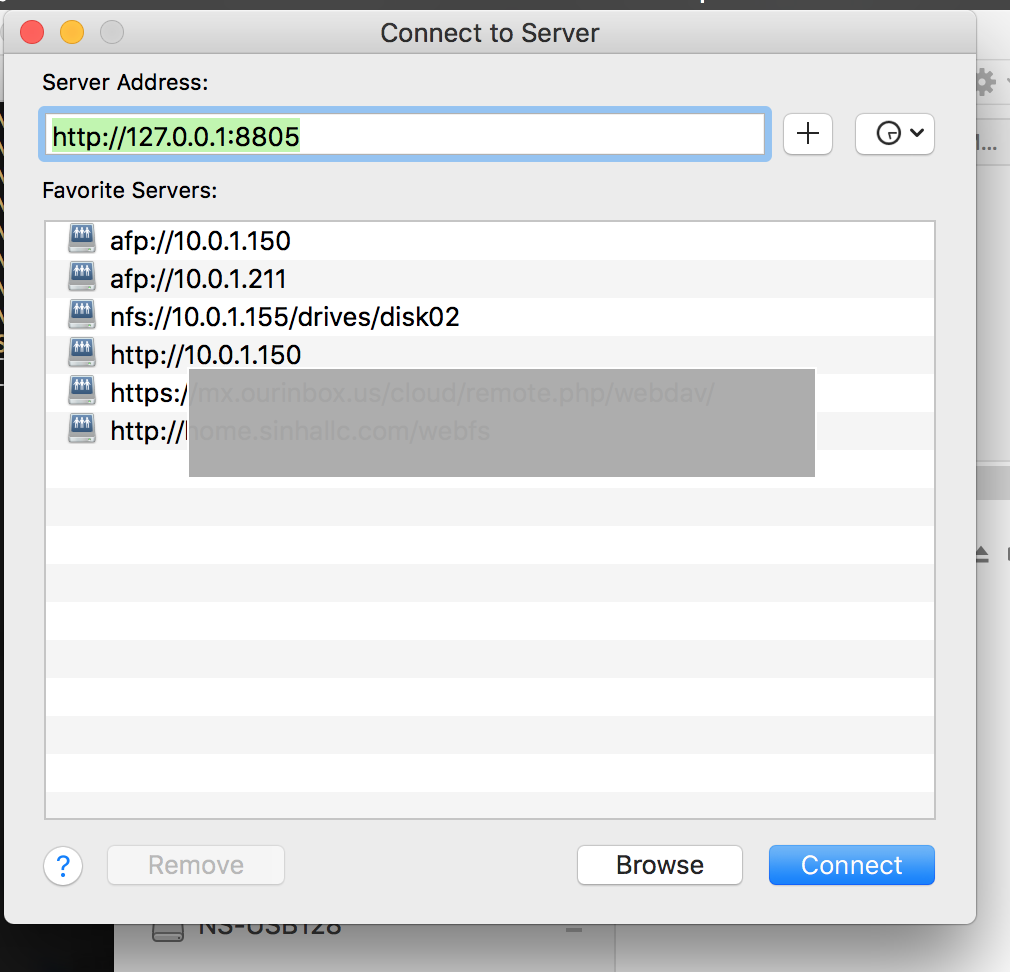 Connect to Server
Server Address:
http://127.0.0.1:8805
Favorite Servers:
afp://10.0.1.150
afp://10.0.1.211
nfs://10.0.1.155/drives/disk02
http://10.0.1.150
https://mx.ourinbox.us/cloud/remote.php/webdav/
http://home.sinhallc.com/webfs
? Remove Browse Connect
NS-USB128